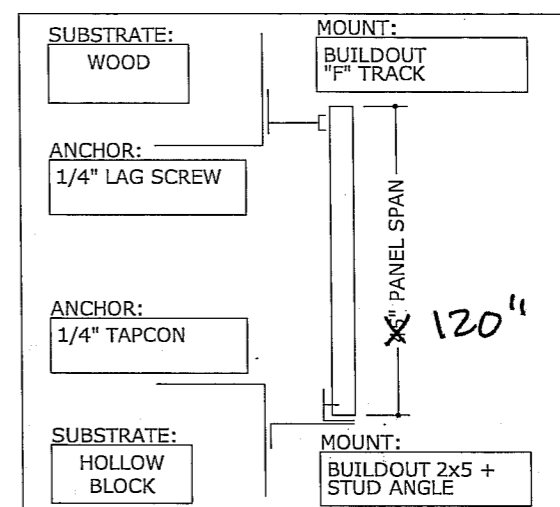 SUBSTRATE:
WOOD
MOUNT:
BUILDOUT
"F" TRACK
ANCHOR:
1/4" LAG SCREW
" PANEL SPAN
120"
ANCHOR:
1/4" TAPCON
SUBSTRATE:
HOLLOW
BLOCK
MOUNT:
BUILDOUT 2x5 +
STUD ANGLE